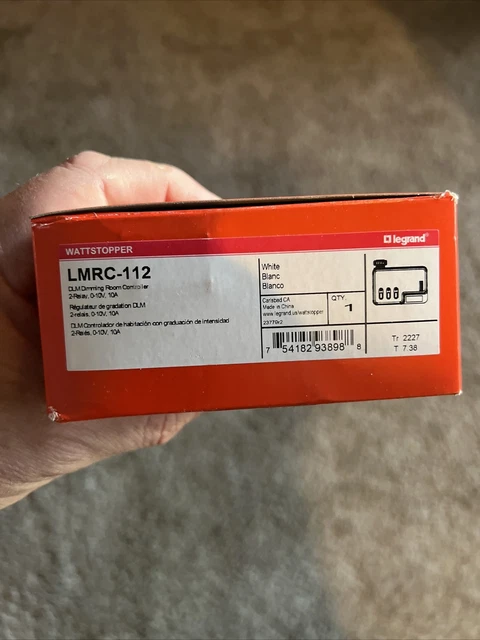 WATTSTOPPER
legrand®
LMRC-112
DLM Dimming Room Controller
2-Relay, 0-10V, 10A
Régulateur de gradation DLM
2-relais, 0-10V, 10A
DLM Controlador de habitación con graduación de intensidad
2-Relés, 0-10V, 10A
White
Blanc
Blanco
Carlsbad CA
Made in China
www.legrand.us/wattstopper
23770r2
QTY
1
7 54182 93898 8
Tr 2227
T 7 38